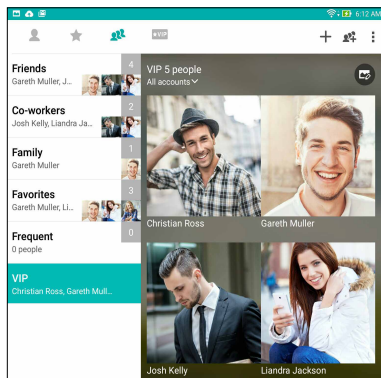 6:12 AM
VIP
Friends
4
Gareth Muller, J...
Co-workers
2
Josh Kelly, Liandra Ja...
Family
1
Gareth Muller
Favorites
3
Gareth Muller, Li...
Frequent
0
0 people
VIP
Christian Ross, Gareth Mull...
VIP 5 people
All accounts
Christian Ross
Gareth Muller
Josh Kelly
Liandra Jackson